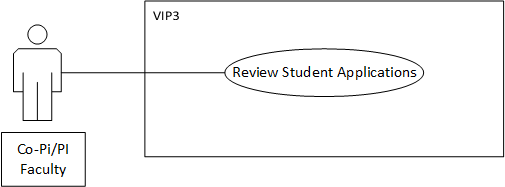 VIP3
Review Student Applications
Co-Pi/PI
Faculty